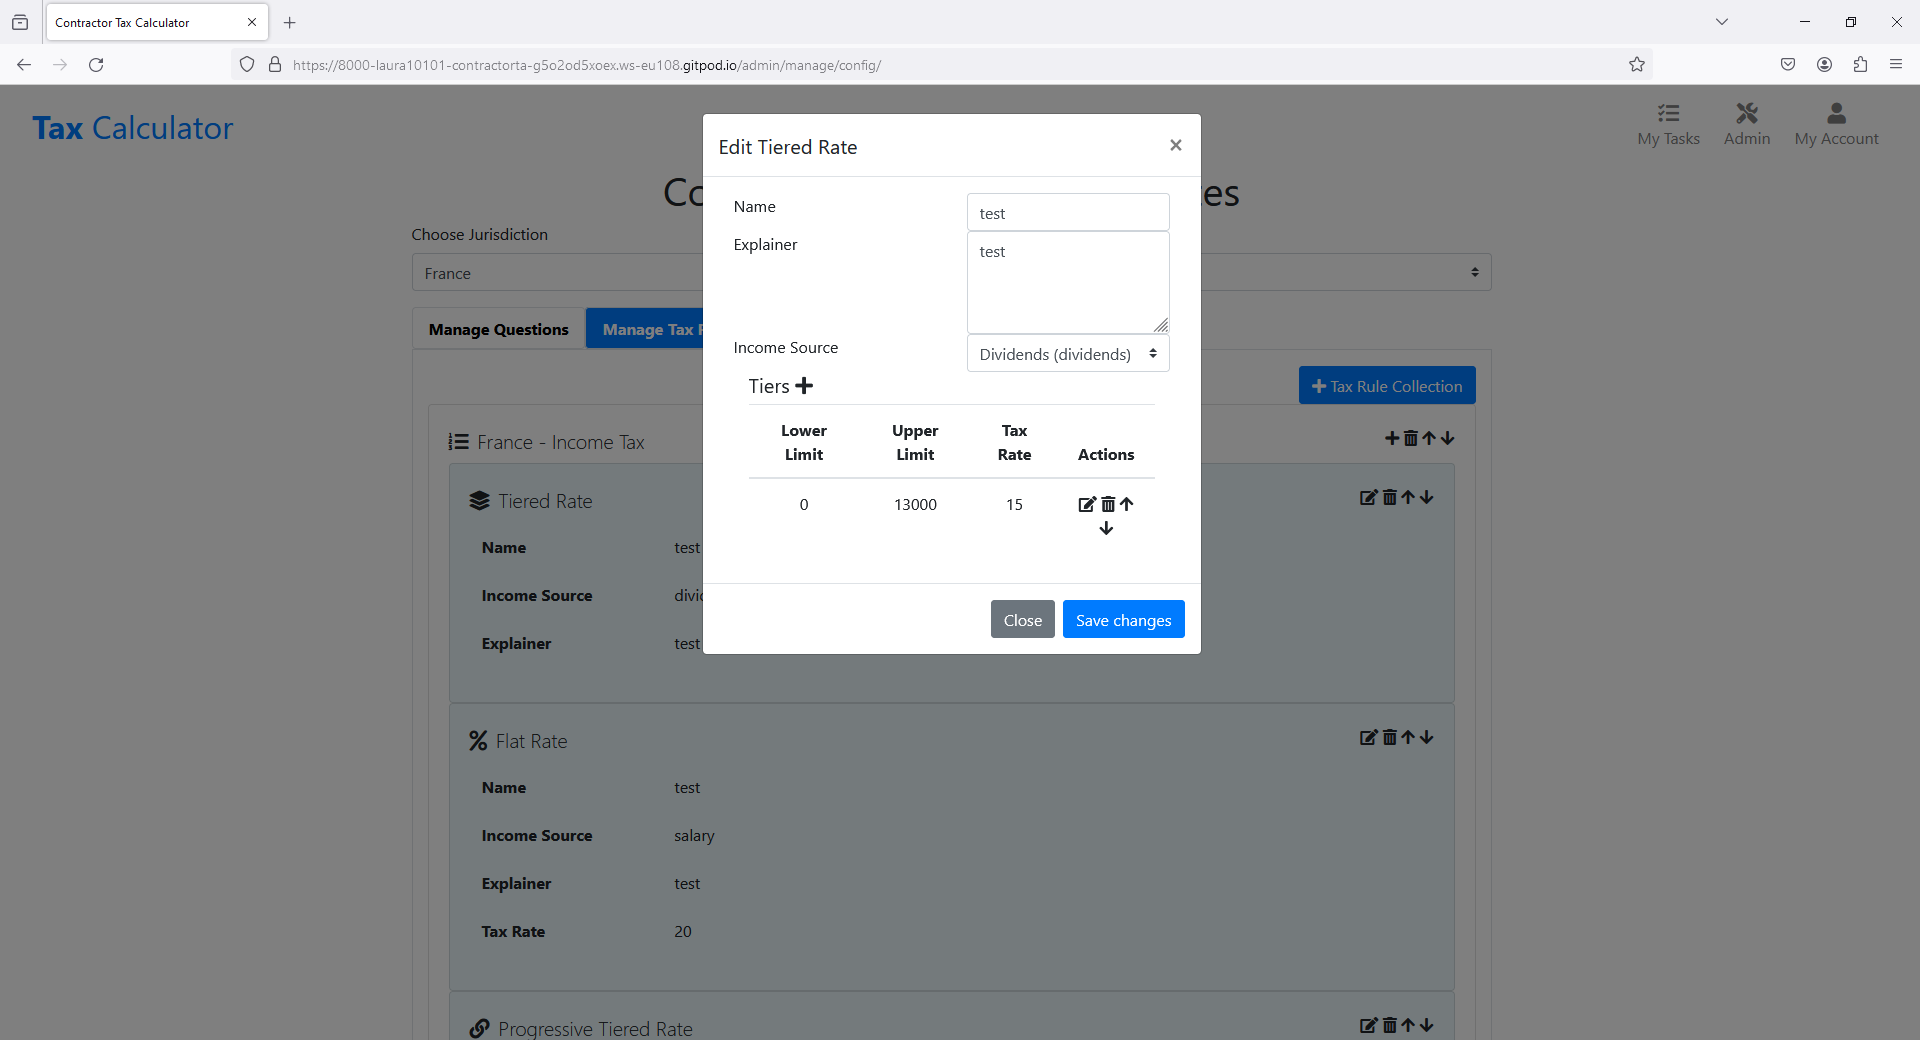 Contractor Tax Calculator
https://8000-laura10101-contractorta-g5o2od5xoex.ws-eu108.gitpod.io/admin/manage/config/
Tax Calculator
My Tasks
Admin
My Account
Choose Jurisdiction
France
Manage Questions
Manage Tax
Tax Rule Collection
France - Income Tax
Tiered Rate
Name
test
Income Source
Explainer
test
Flat Rate
Name
test
Income Source
salary
Explainer
test
Tax Rate
20
Progressive Tiered Rate
Edit Tiered Rate
Name
test
Explainer
test
Income Source
Dividends (dividends)
Tiers
Lower Limit
Upper Limit
Tax Rate
Actions
0
13000
15
Close
Save changes